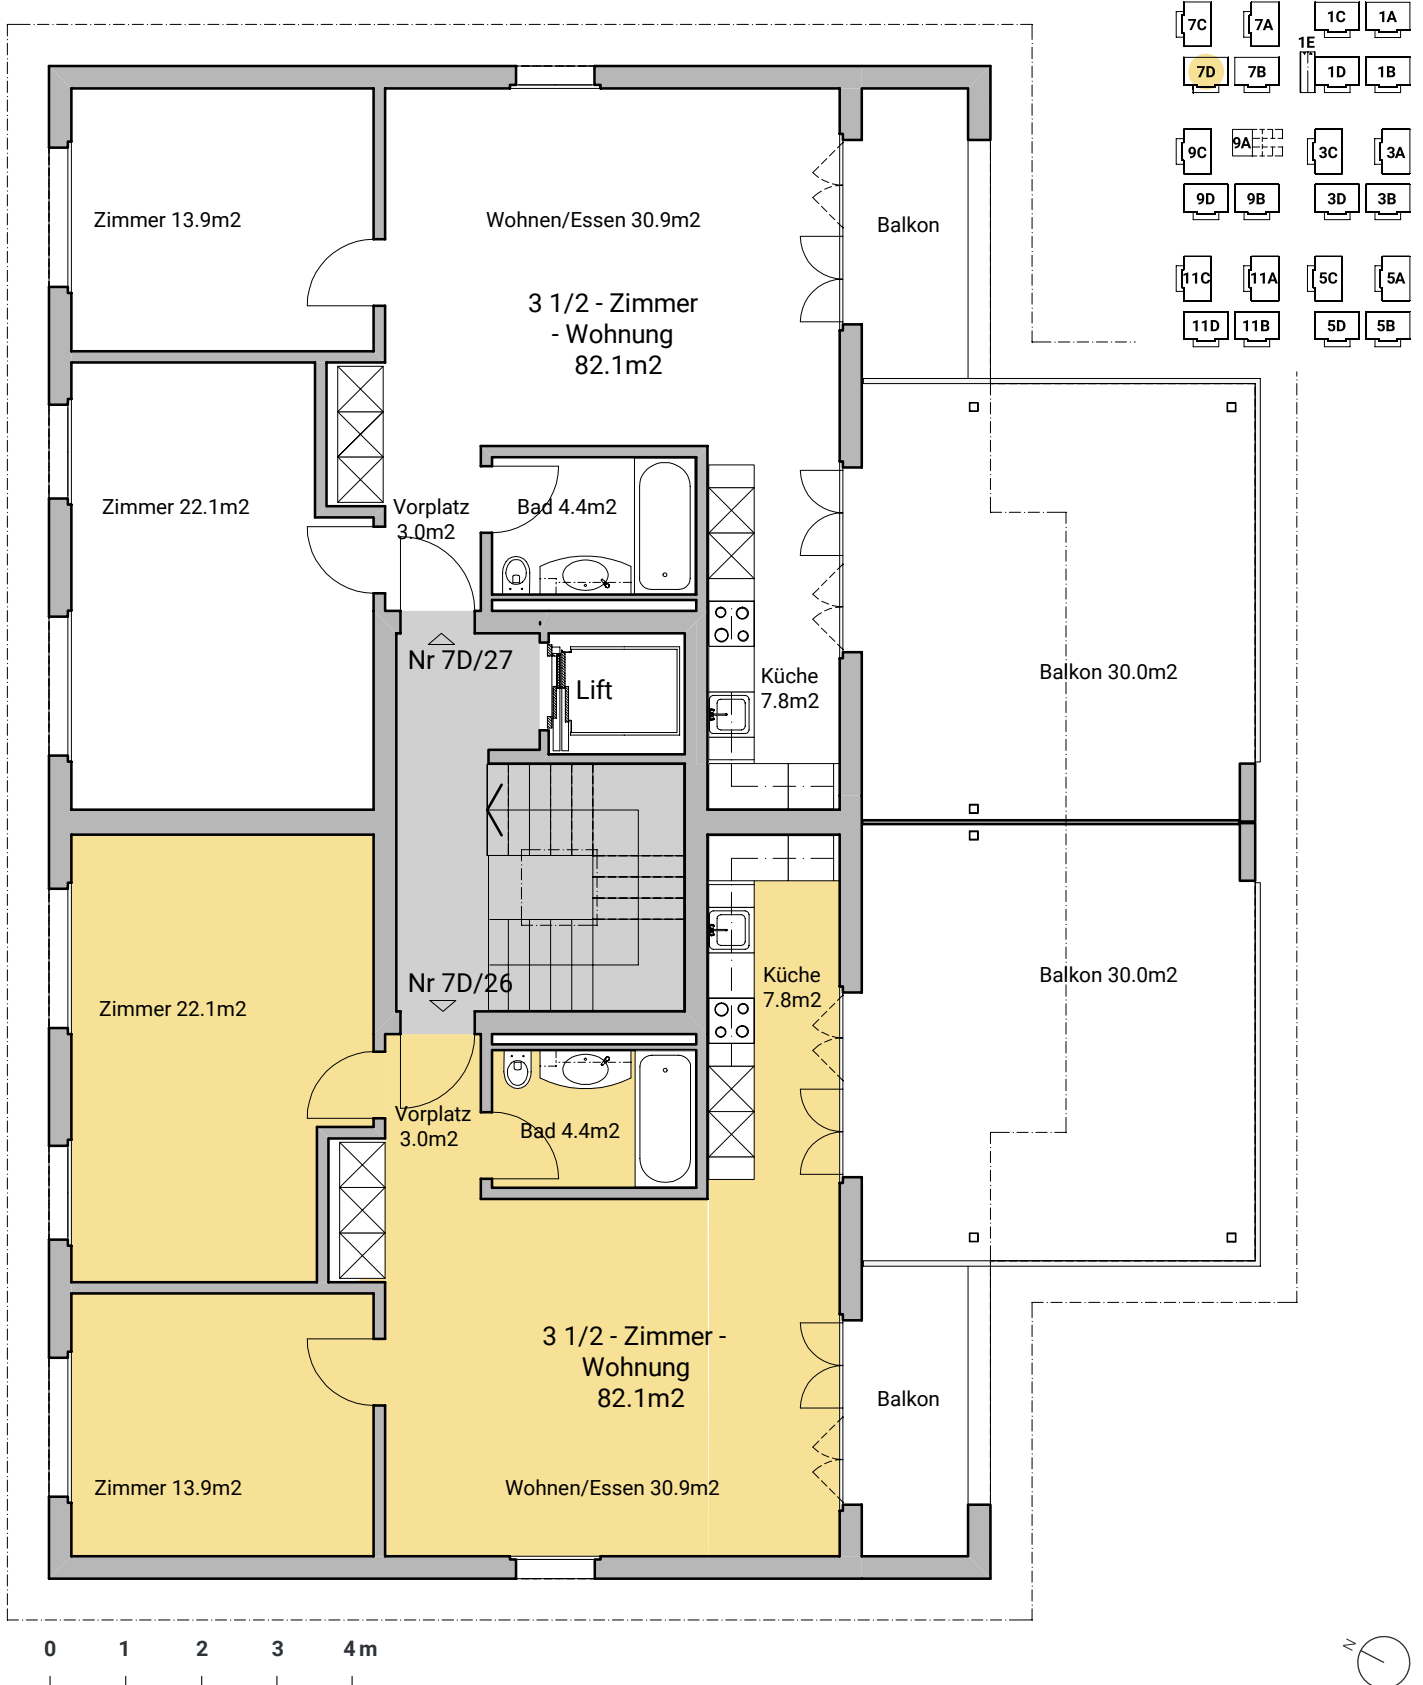 7C
7A
1C
1A
1E
7D
7B
1D
1B
9C
9A
3C
3A
9D
9B
3D
3B
11C
11A
5C
5A
11D
11B
5D
5B
Zimmer 13.9m2
Wohnen/Essen 30.9m2
Balkon
3 1/2 - Zimmer
- Wohnung
82.1m2
Zimmer 22.1m2
Vorplatz
3.0m2
Bad 4.4m2
Nr 7D/27
Lift
Küche
7.8m2
Balkon 30.0m2
Nr 7D/26
Küche
7.8m2
Balkon 30.0m2
Zimmer 22.1m2
Vorplatz
3.0m2
Bad 4.4m2
3 1/2 - Zimmer -
Wohnung
82.1m2
Balkon
Zimmer 13.9m2
Wohnen/Essen 30.9m2
0 1 2 3 4 m
N